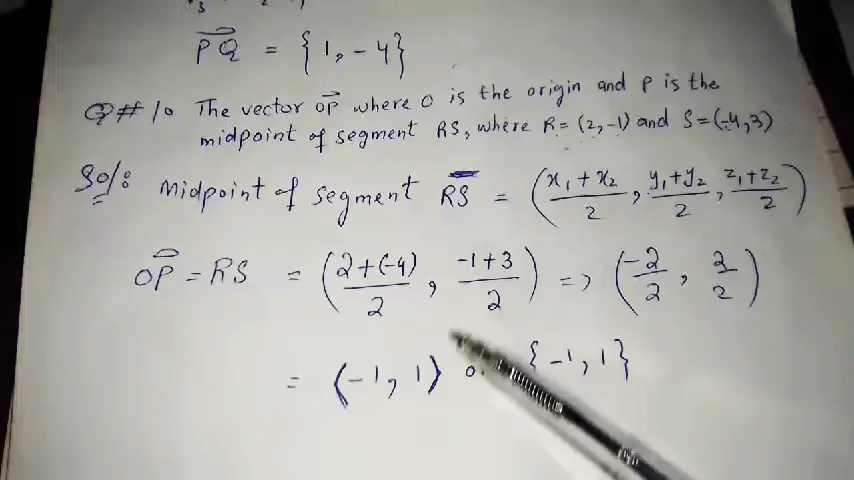 PQ = {1, -4}
Q # 10 The vector OP where O is the origin and P is the
midpoint of segment RS, where R = (2, -1) and S = (-4, 3)
Sol: Midpoint of segment RS = (x₁ + x₂ / 2, y₁ + y₂ / 2, z₁ + z₂ / 2)
OP = RS = (2 + (-4) / 2, -1 + 3 / 2) => (-2 / 2, 2 / 2)
= (-1, 1) {-1, 1}